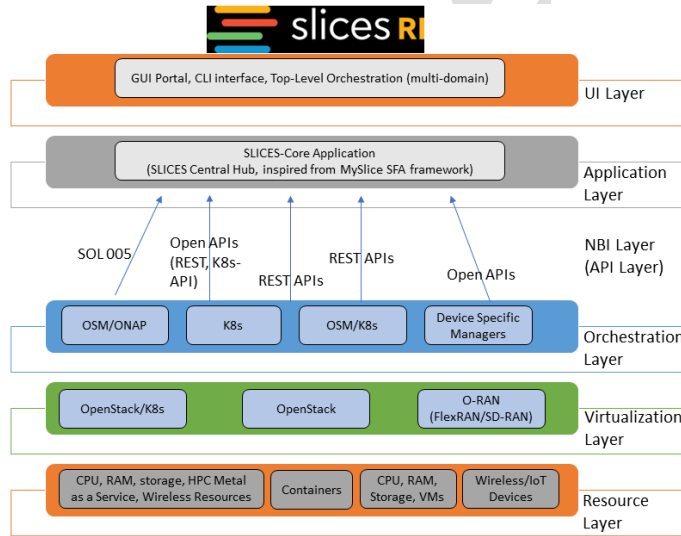 slices RI
GUI Portal, CLI interface, Top-Level Orchestration (multi-domain)
UI Layer
SLICES-Core Application
(SLICES Central Hub, inspired from MySlice SFA framework)
Application
Layer
SOL 005
Open APIs
(REST, K8s-
API)
REST APIs
REST APIs
Open APIs
NBI Layer
(API Layer)
OSM/ONAP
K8s
OSM/K8s
Device Specific
Managers
Orchestration
Layer
OpenStack/K8s
OpenStack
O-RAN
(FlexRAN/SD-RAN)
Virtualization
Layer
CPU, RAM, storage, HPC Metal
as a Service, Wireless Resources
Containers
CPU, RAM,
Storage, VMs
Wireless/IoT
Devices
Resource
Layer